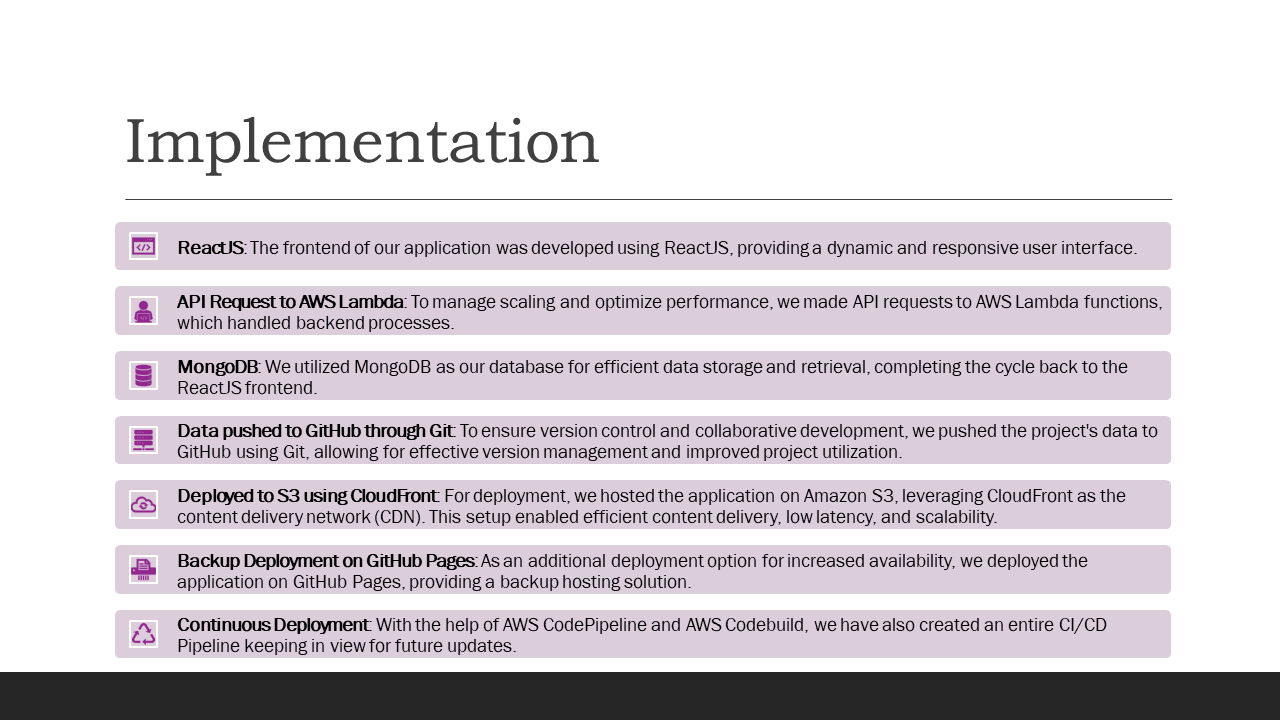 Implementation
ReactJS: The frontend of our application was developed using ReactJS, providing a dynamic and responsive user interface.
API Request to AWS Lambda: To manage scaling and optimize performance, we made API requests to AWS Lambda functions,
which handled backend processes.
MongoDB: We utilized MongoDB as our database for efficient data storage and retrieval, completing the cycle back to the
ReactJS frontend.
Data pushed to GitHub through Git: To ensure version control and collaborative development, we pushed the project's data to
GitHub using Git, allowing for effective version management and improved project utilization.
Deployed to S3 using CloudFront: For deployment, we hosted the application on Amazon S3, leveraging CloudFront as the
content delivery network (CDN). This setup enabled efficient content delivery, low latency, and scalability.
Backup Deployment on GitHub Pages: As an additional deployment option for increased availability, we deployed the
application on GitHub Pages, providing a backup hosting solution.
Continuous Deployment: With the help of AWS CodePipeline and AWS Codebuild, we have also created an entire CI/CD
Pipeline keeping in view for future updates.